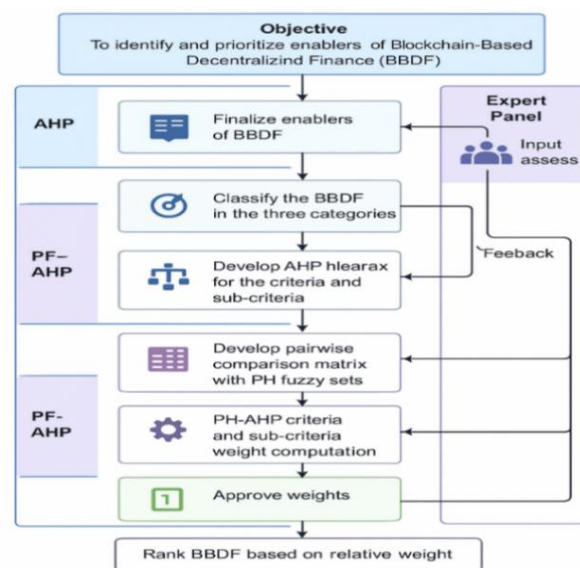 Objective
To identify and prioritize enablers of Blockchain-Based
Decentralizind Finance (BBDF)
AHP
Finalize enablers
of BBDF
Expert
Panel
Input
assess
Classify the BBDF
in the three categories
'Feeback
PF–
AHP
Develop AHP hlearax
for the criteria and
sub-criteria
Develop pairwise
comparison matrix
with PH fuzzy sets
PF-
AHP
PH-AHP criteria
and sub-criteria
weight computation
1
Approve weights
Rank BBDF based on relative weight